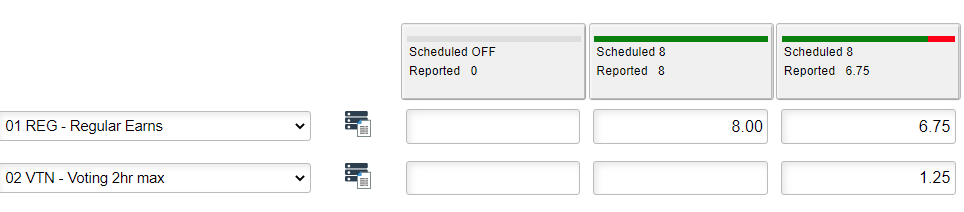 Scheduled OFF Scheduled 8 Scheduled 8
Reported 0 Reported 8 Reported 6.75
01 REG - Regular Earns 8.00 6.75
02 VTN - Voting 2hr max 1.25